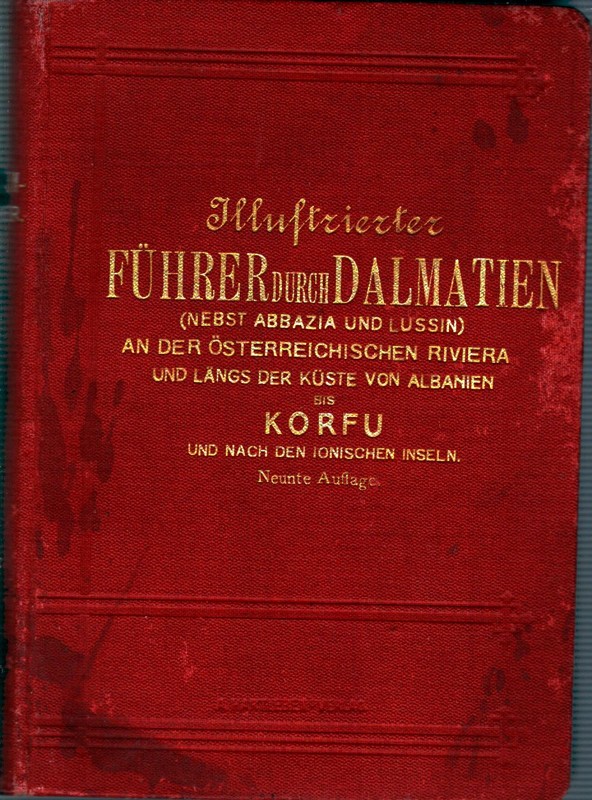 Illustrierter
FÜHRER DURCH DALMATIEN
(NEBST ABBAZIA UND LUSSIN)
AN DER ÖSTERREICHISCHEN RIVIERA
UND LÄNGS DER KÜSTE VON ALBANIEN
BIS
KORFU
UND NACH DEN IONISCHEN INSELN.
Neunte Auflage.